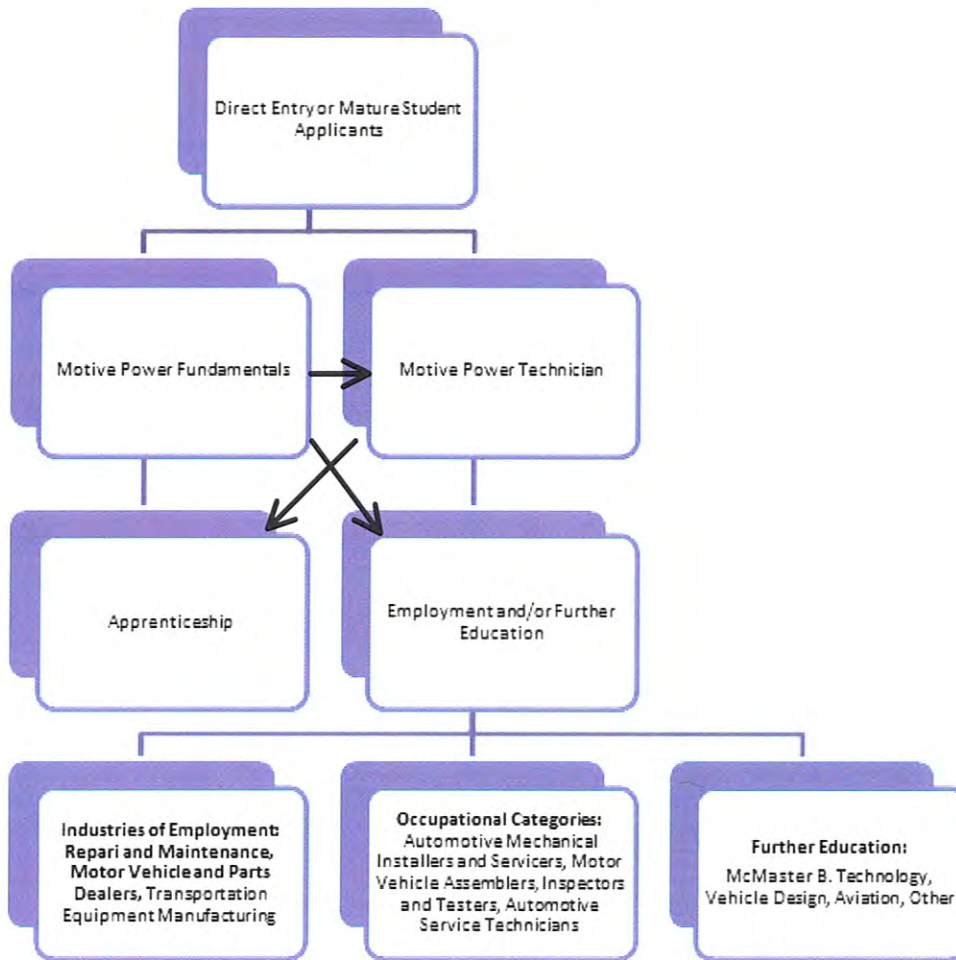 Direct Entry or Mature Student
Applicants
Motive Power Fundamentals
Motive Power Technician
Apprenticeship
Employment and/or Further
Education
Industries of Employment:
Repari and Maintenance,
Motor Vehicle and Parts
Dealers, Transportation
Equipment Manufacturing
Occupational Categories:
Automotive Mechanical
Installers and Servicers, Motor
Vehicle Assemblers, Inspectors
and Testers, Automotive
Service Technicians
Further Education:
McMaster B. Technology,
Vehicle Design, Aviation, Other